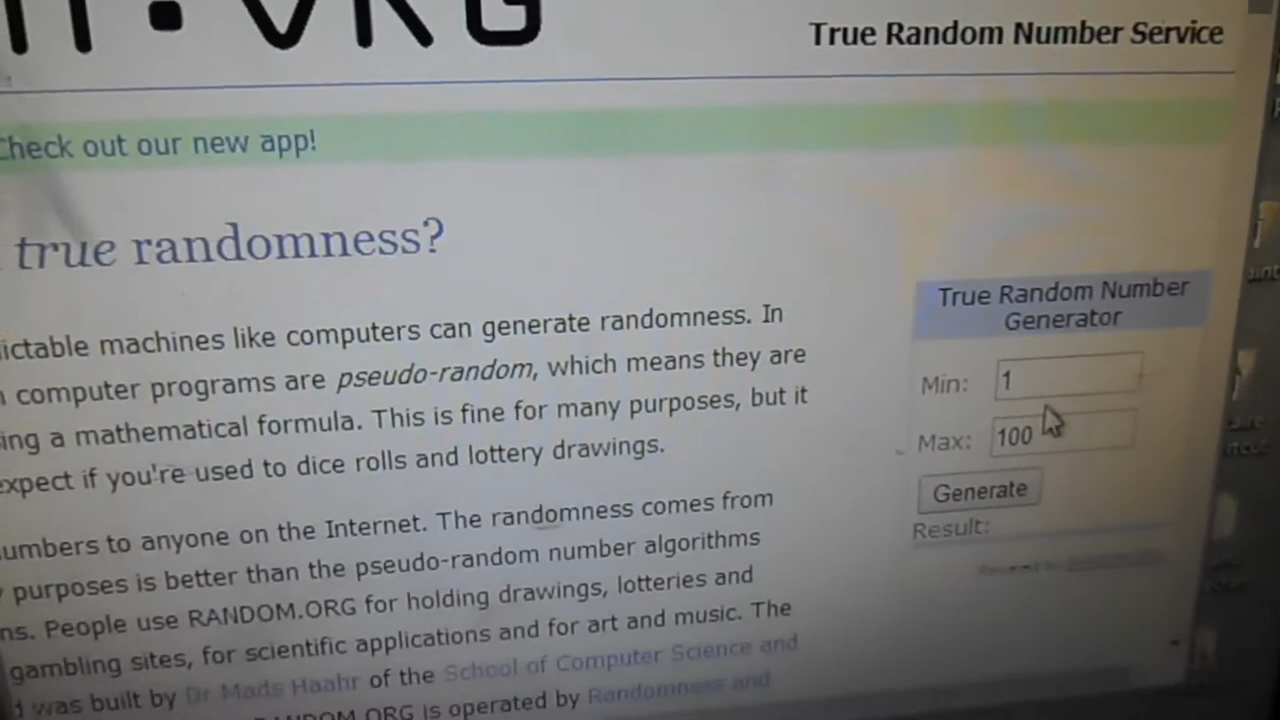 .ORG
True Random Number Service
Check out our new app!
true randomness?
ictable machines like computers can generate randomness. In
computer programs are pseudo-random, which means they are
ing a mathematical formula. This is fine for many purposes, but it
expect if you're used to dice rolls and lottery drawings.
umbers to anyone on the Internet. The randomness comes from
purposes is better than the pseudo-random number algorithms
ns. People use RANDOM.ORG for holding drawings, lotteries and
gambling sites, for scientific applications and for art and music. The
was built by Dr Mads Haahr of the School of Computer Science and
RANDOM.ORG is operated by Randomness and
True Random Number
Generator
Min: 1
Max: 100
Generate
Result: